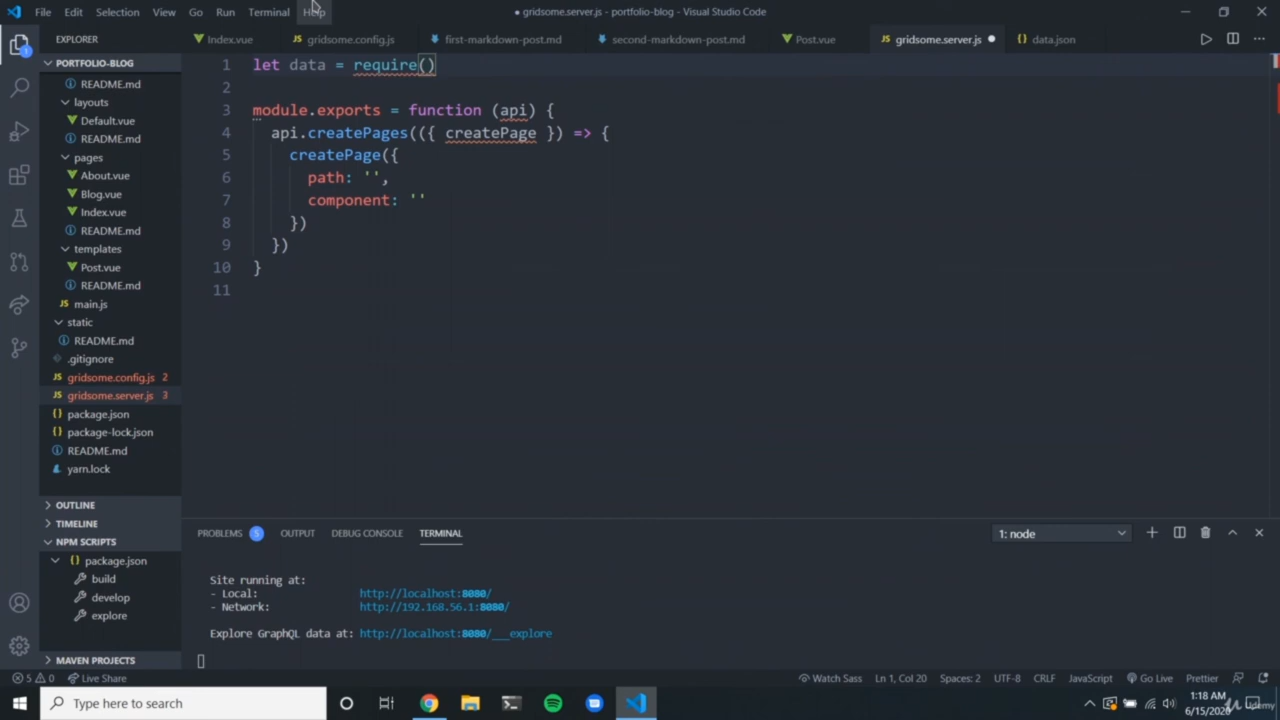 File Edit Selection View Go Run Terminal Help
● gridsome.server.js - portfolio-blog - Visual Studio Code
EXPLORER
Index.vue
JS gridsome.config.js
first-markdown-post.md
second-markdown-post.md
Post.vue
JS gridsome.server.js ●
{} data.json
1
PORTFOLIO-BLOG
README.md
layouts
Default.vue
README.md
pages
About.vue
Blog.vue
Index.vue
README.md
templates
Post.vue
README.md
JS main.js
static
README.md
.gitignore
JS gridsome.config.js 2
JS gridsome.server.js 3
{} package.json
{} package-lock.json
README.md
yarn.lock
OUTLINE
TIMELINE
NPM SCRIPTS
{} package.json
build
develop
explore
MAVEN PROJECTS
1 let data = require()
2
3 module.exports = function (api) {
4 api.createPages(({ createPage }) => {
5 createPage({
6 path: '',
7 component: ''
8 })
9 })
10 }
11
PROBLEMS 5 OUTPUT DEBUG CONSOLE TERMINAL
1: node
Site running at:
- Local: http://localhost:8080/
- Network: http://192.168.56.1:8080/
Explore GraphQL data at: http://localhost:8080/___explore
5 0 Live Share
Watch Sass Ln 1, Col 20 Spaces: 2 UTF-8 CRLF JavaScript Go Live Prettier
Type here to search
1:18 AM
6/15/2020
Udemy